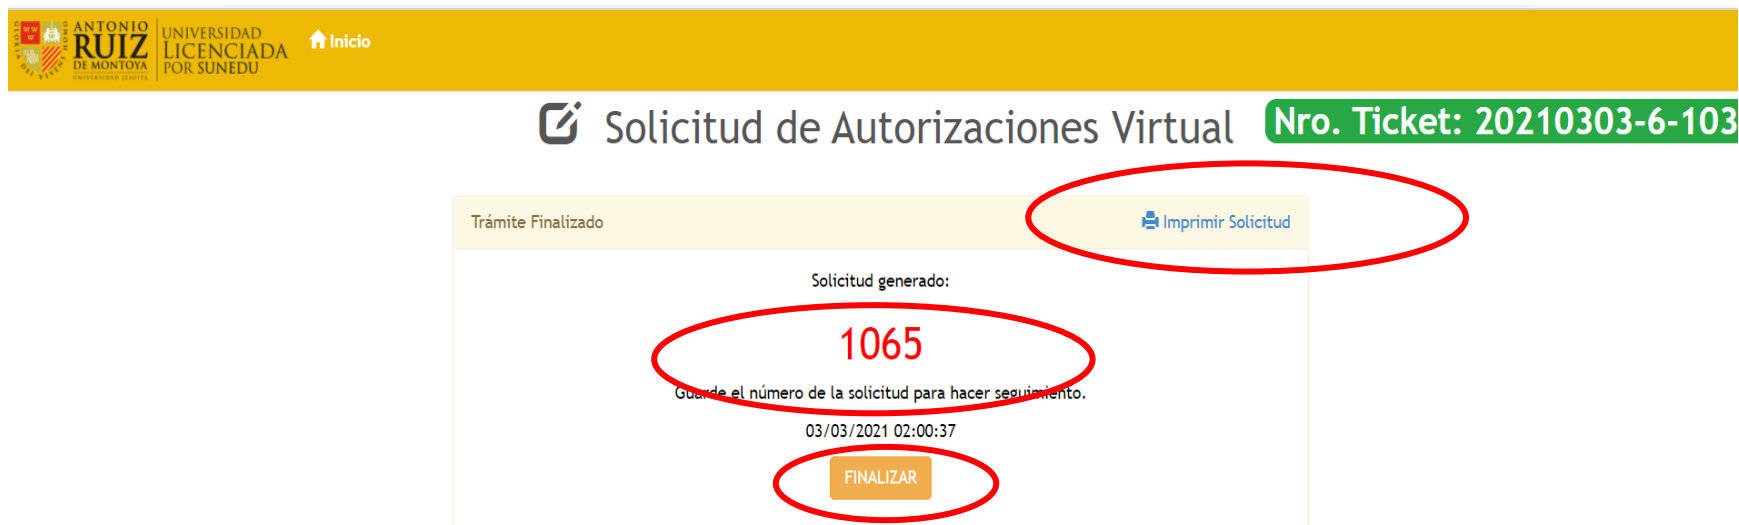 ANTONIO
RUIZ
DE MONTOYA
UNIVERSIDAD JESUITA
UNIVERSIDAD
LICENCIADA
POR SUNEDU
Inicio
Solicitud de Autorizaciones Virtual
Nro. Ticket: 20210303-6-103
Trámite Finalizado
Imprimir Solicitud
Solicitud generado:
1065
Guarde el número de la solicitud para hacer seguimiento.
03/03/2021 02:00:37
FINALIZAR